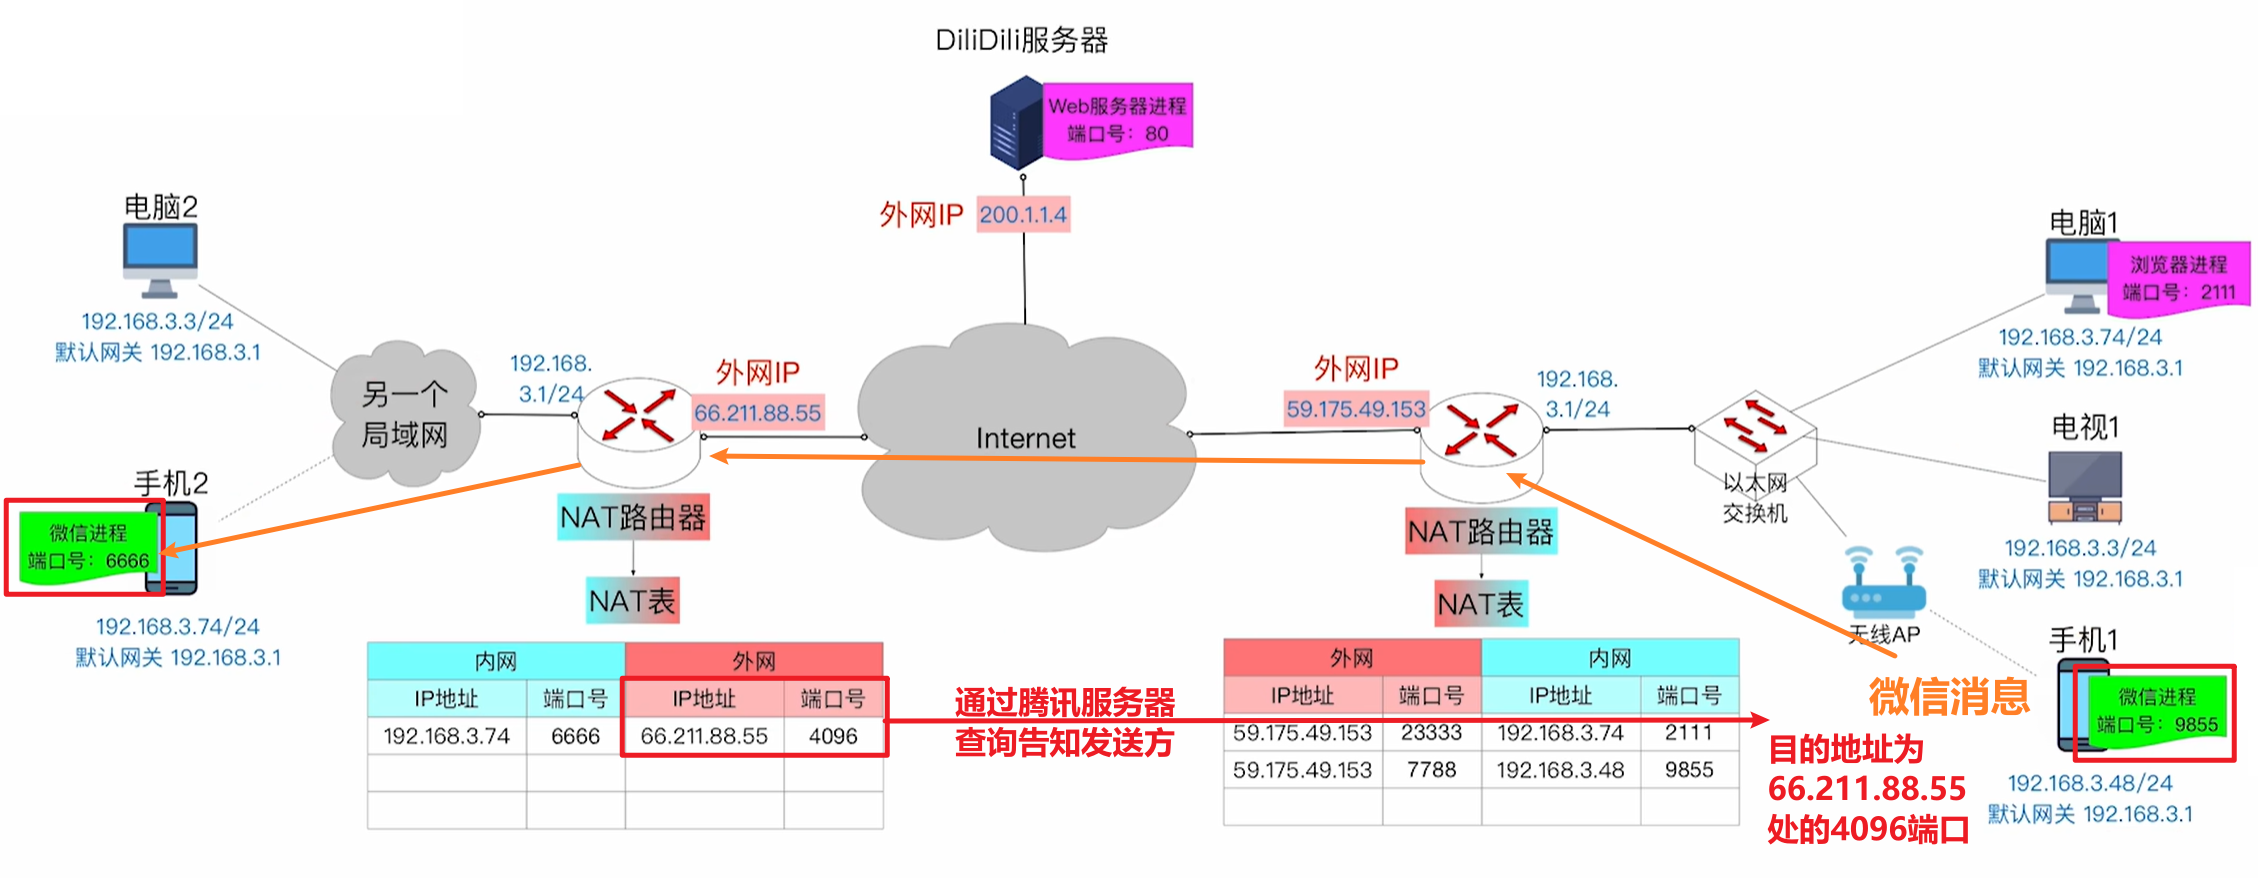 DiliDili服务器
Web服务器进程
端口号：80
外网IP
200.1.1.4
电脑2
192.168.3.3/24
默认网关 192.168.3.1
另一个
局域网
192.168.
3.1/24
外网IP
66.211.88.55
Internet
外网IP
59.175.49.153
192.168.
3.1/24
电脑1
浏览器进程
端口号：2111
192.168.3.74/24
默认网关 192.168.3.1
以太网
交换机
电视1
192.168.3.3/24
默认网关 192.168.3.1
手机2
微信进程
端口号：6666
192.168.3.74/24
默认网关 192.168.3.1
NAT路由器
NAT表
NAT路由器
NAT表
无线AP
手机1
微信进程
端口号：9855
192.168.3.48/24
默认网关 192.168.3.1
微信消息
内网 外网
IP地址 端口号 IP地址 端口号
192.168.3.74 6666 66.211.88.55 4096
通过腾讯服务器
查询告知发送方
外网 内网
IP地址 端口号 IP地址 端口号
59.175.49.153 23333 192.168.3.74 2111
59.175.49.153 7788 192.168.3.48 9855
目的地址为
66.211.88.55
处的4096端口